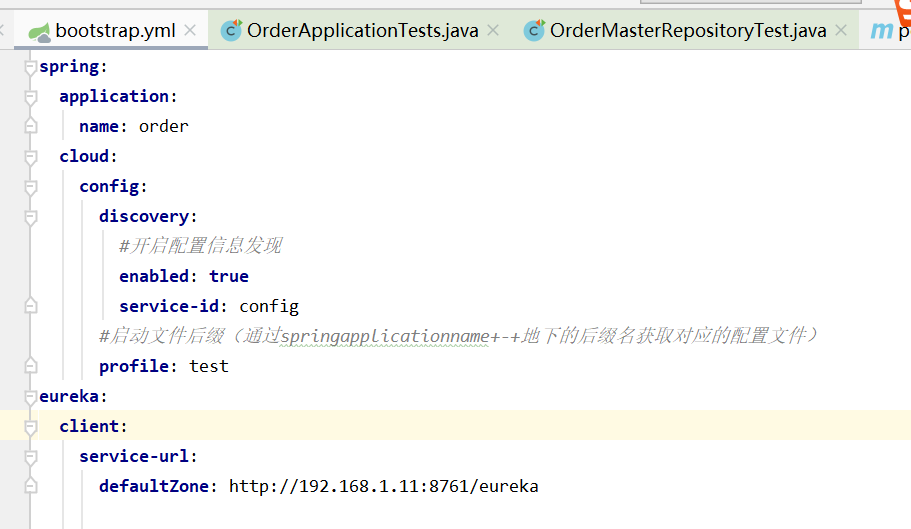 bootstrap.yml OrderApplicationTests.java OrderMasterRepositoryTest.java
spring:
  application:
    name: order
  cloud:
    config:
      discovery:
        #开启配置信息发现
        enabled: true
        service-id: config
      #启动文件后缀（通过springapplicationname+-+地下的后缀名获取对应的配置文件）
      profile: test
eureka:
  client:
    service-url:
      defaultZone: http://192.168.1.11:8761/eureka